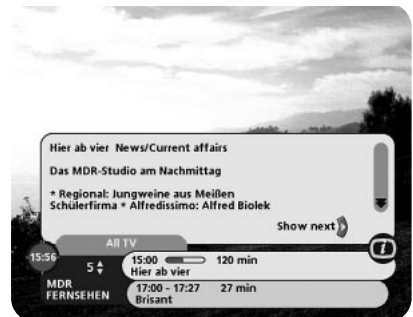 Hier ab vier News/Current affairs
Das MDR-Studio am Nachmittag
* Regional: Jungweine aus Meißen
Schülerfirma * Alfredissimo: Alfred Biolek
Show next
i
All TV
15:56
5
15:00 120 min
Hier ab vier
MDR
FERNSEHEN
17:00 - 17:27 27 min
Brisant